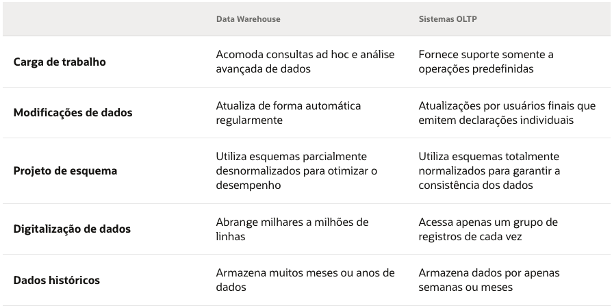 Data Warehouse
Sistemas OLTP
Carga de trabalho
Acomoda consultas ad hoc e análise
avançada de dados
Fornece suporte somente a
operações predefinidas
Modificações de dados
Atualiza de forma automática
regularmente
Atualizações por usuários finais que
emitem declarações individuais
Projeto de esquema
Utiliza esquemas parcialmente
desnormalizados para otimizar o
desempenho
Utiliza esquemas totalmente
normalizados para garantir a
consistência dos dados
Digitalização de dados
Abrange milhares a milhões de
linhas
Acessa apenas um grupo de
registros de cada vez
Dados históricos
Armazena muitos meses ou anos de
dados
Armazena dados por apenas
semanas ou meses